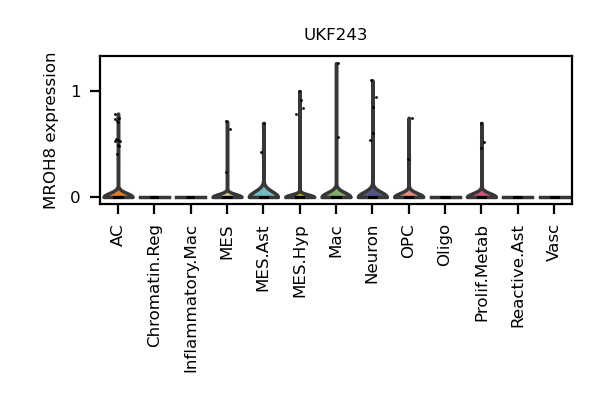 UKF243
MROH8 expression
1
0
AC
Chromatin.Reg
Inflammatory.Mac
MES
MES.Ast
MES.Hyp
Mac
Neuron
OPC
Oligo
Prolif.Metab
Reactive.Ast
Vasc